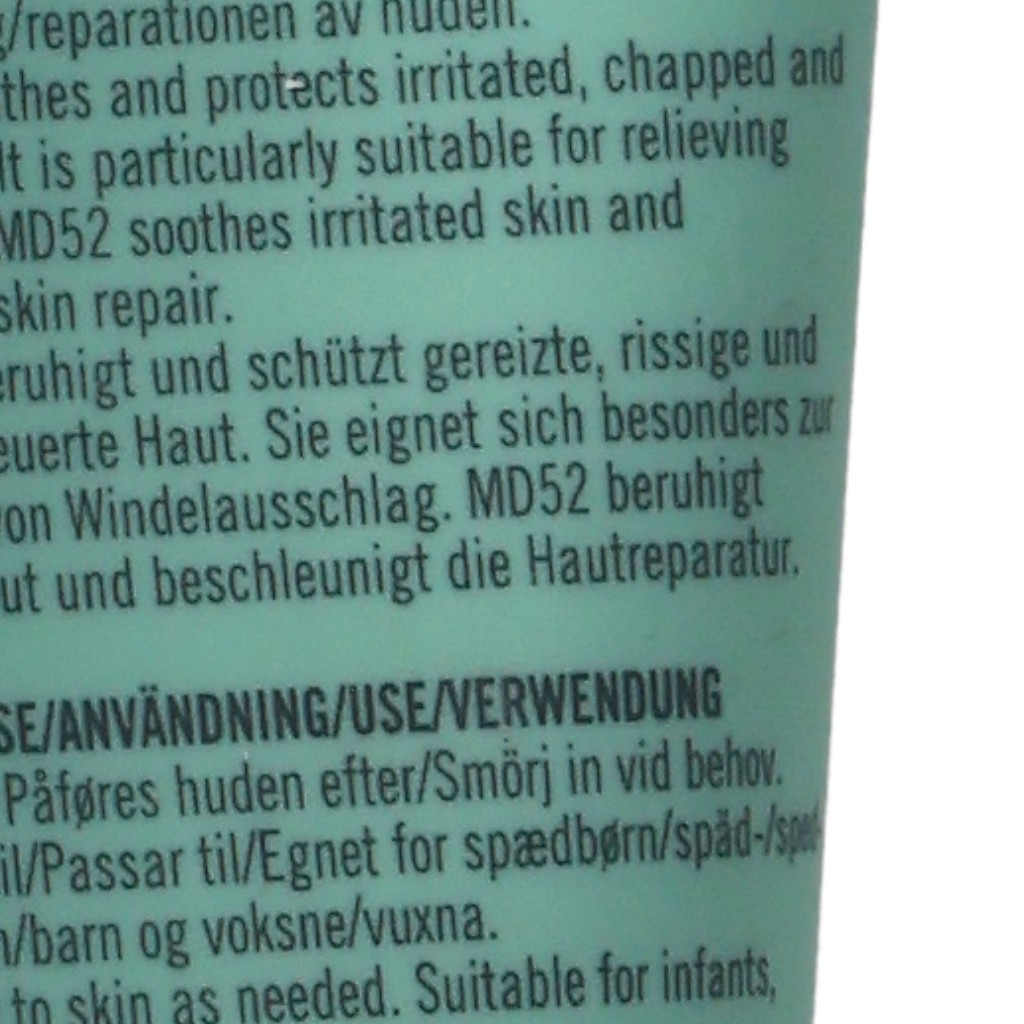 g/reparationen av huden.
thes and protects irritated, chapped and
It is particularly suitable for relieving
MD52 soothes irritated skin and
skin repair.
eruhigt und schützt gereizte, rissige und
euerte Haut. Sie eignet sich besonders zur
von Windelausschlag. MD52 beruhigt
ut und beschleunigt die Hautreparatur.
SE/ANVÄNDNING/USE/VERWENDUNG
Påføres huden efter/Smörj in vid behov.
il/Passar til/Egnet for spædbørn/späd-/sped-
n/barn og voksne/vuxna.
to skin as needed. Suitable for infants,